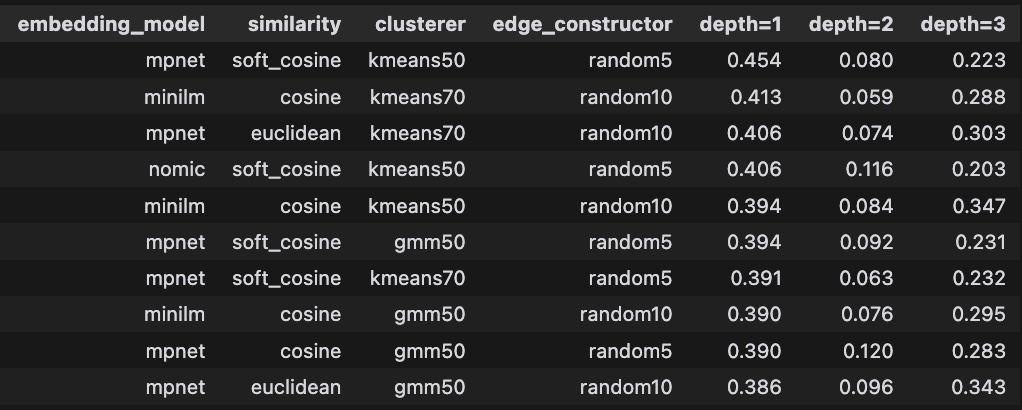 embedding_model similarity clusterer edge_constructor depth=1 depth=2 depth=3
mpnet soft_cosine kmeans50 random5 0.454 0.080 0.223
minilm cosine kmeans70 random10 0.413 0.059 0.288
mpnet euclidean kmeans70 random10 0.406 0.074 0.303
nomic soft_cosine kmeans50 random5 0.406 0.116 0.203
minilm cosine kmeans50 random10 0.394 0.084 0.347
mpnet soft_cosine gmm50 random5 0.394 0.092 0.231
mpnet soft_cosine kmeans70 random5 0.391 0.063 0.232
minilm cosine gmm50 random10 0.390 0.076 0.295
mpnet cosine gmm50 random5 0.390 0.120 0.283
mpnet euclidean gmm50 random10 0.386 0.096 0.343